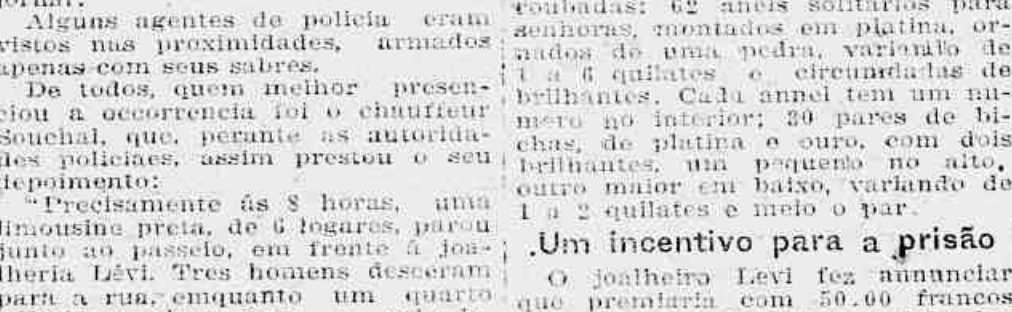 jornal.
Alguns agentes de policia eram
vistos nas proximidades, armados
apenas com seus sabres.
De todos, quem melhor presen-
ciou a occorrencia foi o chauffeur
Souchal, que, perante as autorida-
des policiaes, assim prestou o seu
depoimento:
"Precisamente ás 8 horas, uma
limousine preta, de 6 logares, parou
junto ao passeio, em frente á joa-
lheria Lévi. Tres homens desceram
para a rua, emquanto um quarto
roubadas: 62 aneis solitarios para
senhoras, montados em platina, or-
nados de uma pedra, variando de
1 a 6 quilates e circumdadas de
brilhantes. Cada annel tem um nu-
mero no interior; 20 pares de bi-
chas, de platina e ouro, com dois
brilhantes, um pequeno no alto,
outro maior em baixo, variando de
1 a 2 quilates e meio o par.
Um incentivo para a prisão
O joalheiro Levi fez annunciar
que premiaria com 50.00 francos